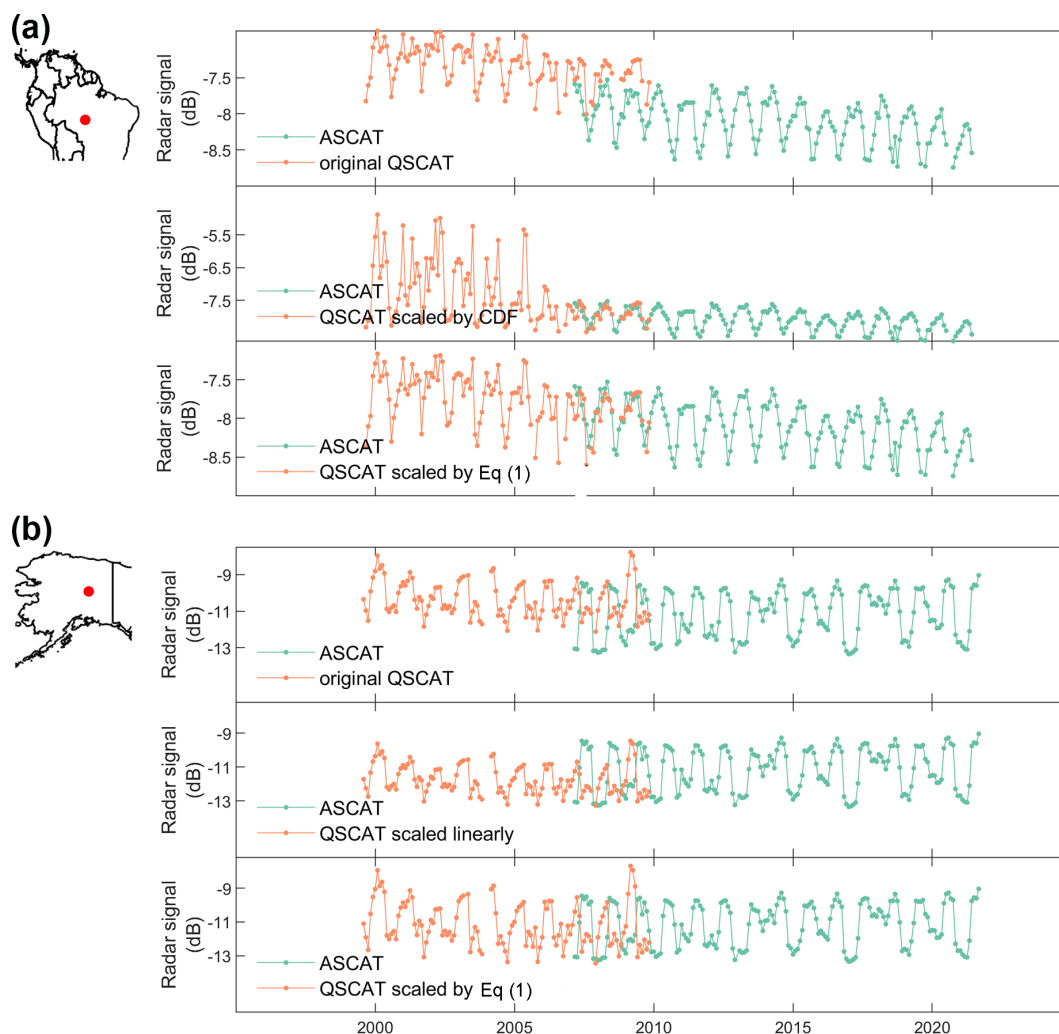 (a)
Radar signal
(dB)
-7.5
-8
-8.5
ASCAT
original QSCAT
Radar signal
(dB)
-5.5
-6.5
-7.5
ASCAT
QSCAT scaled by CDF
Radar signal
(dB)
-7.5
-8
-8.5
ASCAT
QSCAT scaled by Eq (1)
(b)
Radar signal
(dB)
-9
-11
-13
ASCAT
original QSCAT
Radar signal
(dB)
-9
-11
-13
ASCAT
QSCAT scaled linearly
Radar signal
(dB)
-9
-11
-13
ASCAT
QSCAT scaled by Eq (1)
2000 2005 2010 2015 2020